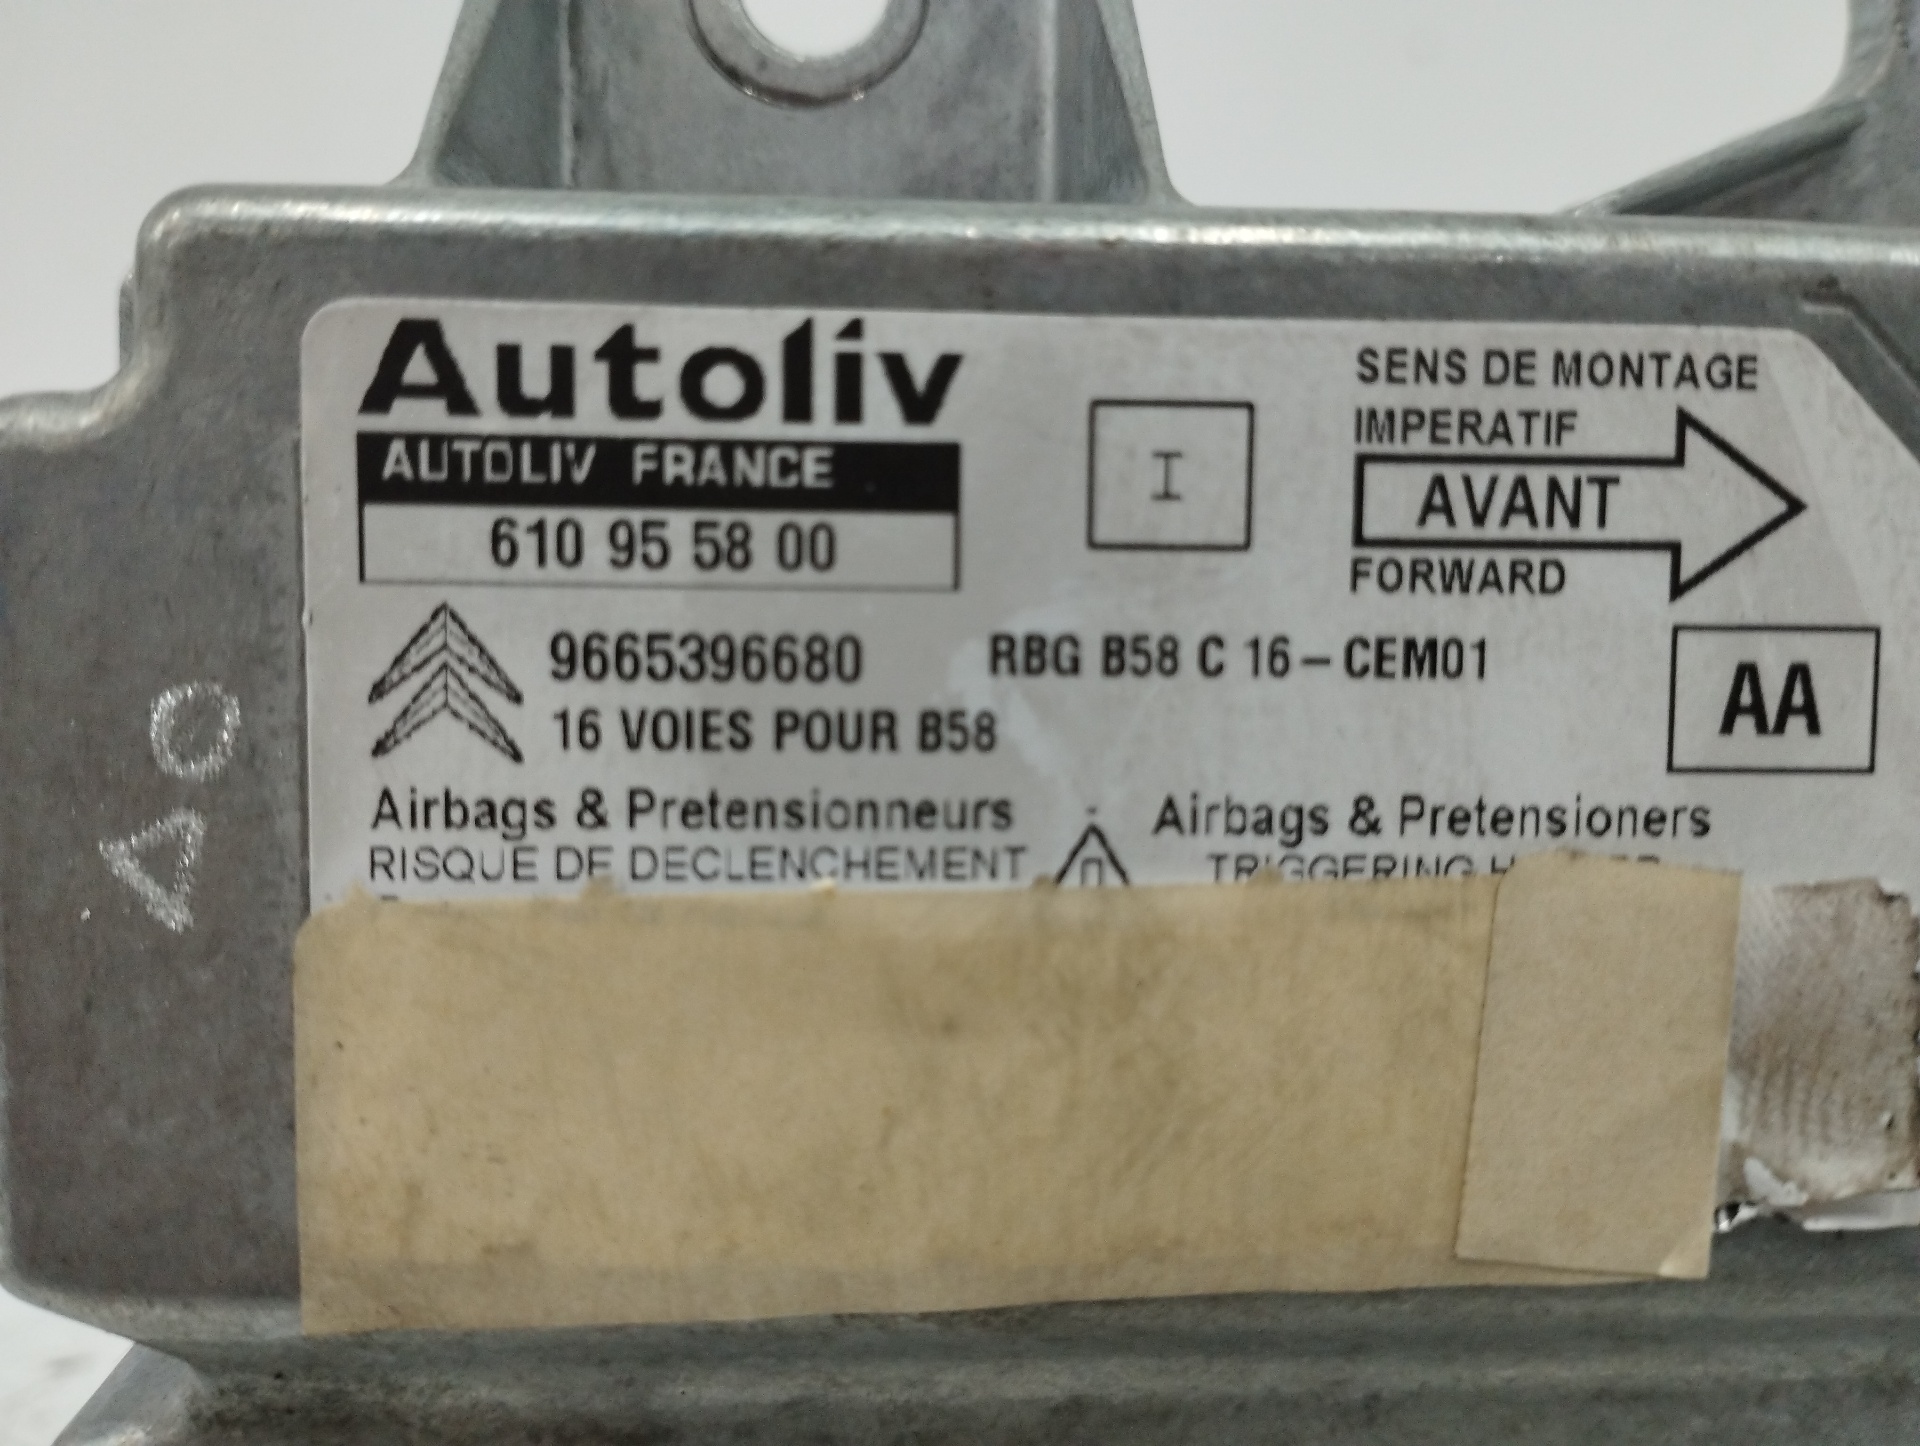 Autoliv
AUTOLIV FRANCE
610 95 58 00
I
SENS DE MONTAGE
IMPERATIF
AVANT
FORWARD
9665396680 RBG B58 C 16-CEM01
16 VOIES POUR B58
AA
Airbags & Pretensionneurs
RISQUE DE DECLENCHEMENT
Airbags & Pretensioners
TRIGGERING